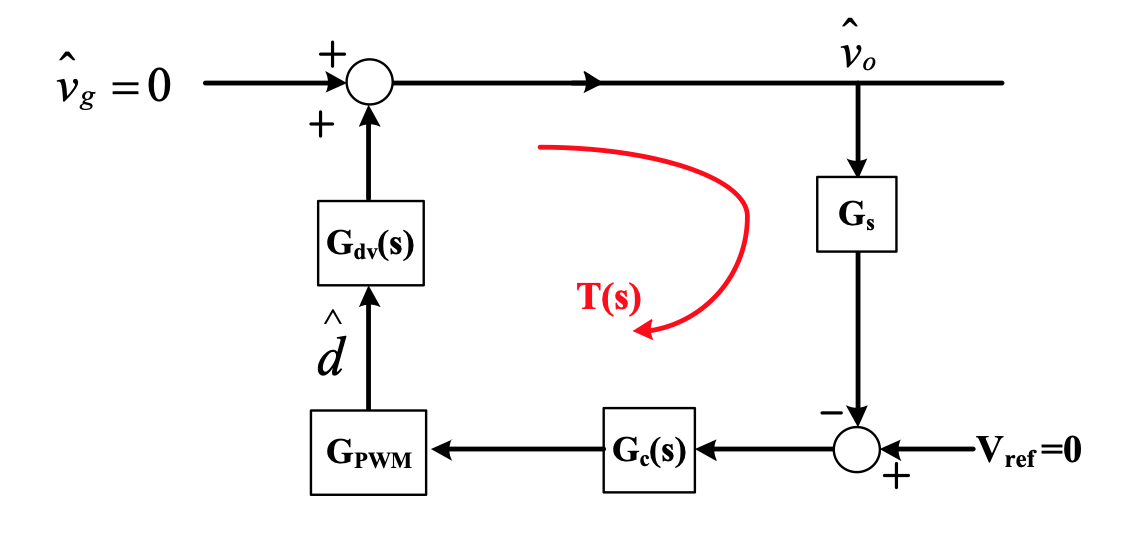 v̂g = 0
+
+
v̂o
Gs
Gdv(s)
T(s)
d̂
−
GPWM
Gc(s)
Vref=0
+